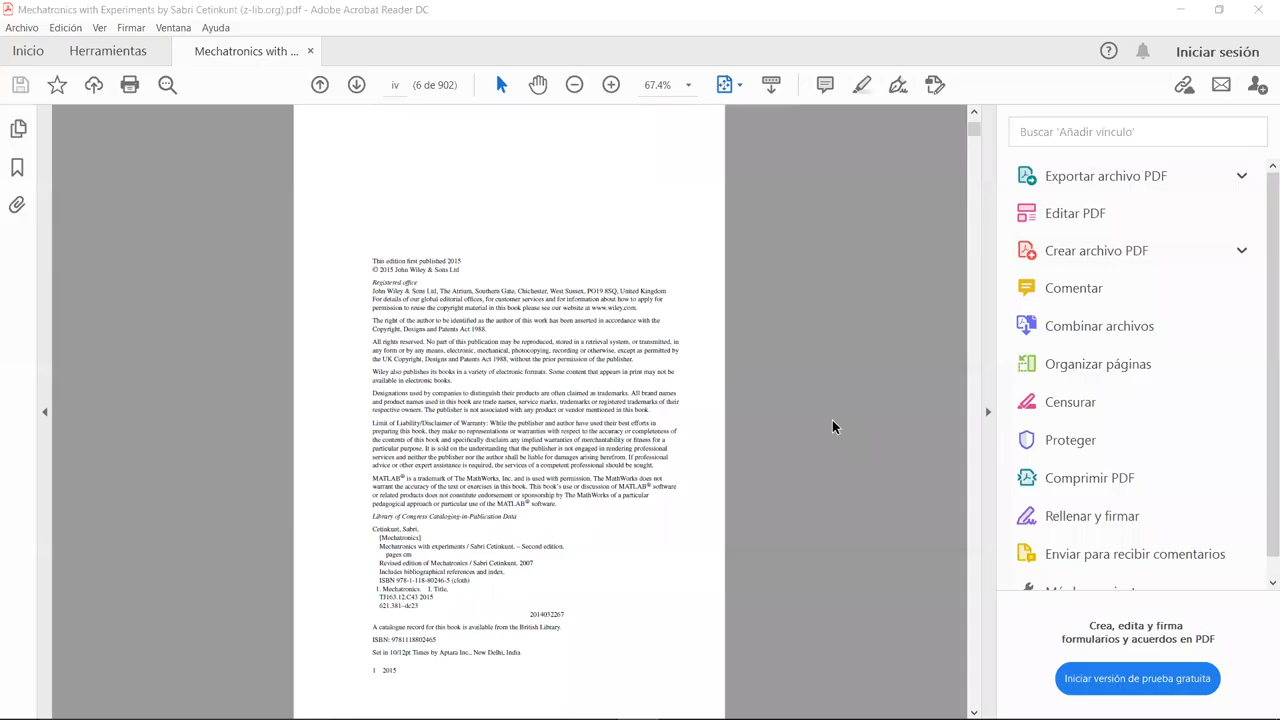 Mechatronics with Experiments by Sabri Cetinkunt (z-lib.org).pdf - Adobe Acrobat Reader DC
Archivo Edición Ver Firmar Ventana Ayuda
Inicio Herramientas Mechatronics with ... × Iniciar sesión
iv (6 de 902) 67.4%
Buscar 'Añadir vínculo'
Exportar archivo PDF
Editar PDF
Crear archivo PDF
Comentar
Combinar archivos
Organizar páginas
Censurar
Proteger
Comprimir PDF
Rellenar y firmar
Enviar para recibir comentarios
Crea, edita y firma
formularios y acuerdos en PDF
Iniciar versión de prueba gratuita
This edition first published 2015
© 2015 John Wiley & Sons Ltd
Registered office
John Wiley & Sons Ltd, The Atrium, Southern Gate, Chichester, West Sussex, PO19 8SQ, United Kingdom
For details of our global editorial offices, for customer services and for information about how to apply for
permission to reuse the copyright material in this book please see our website at www.wiley.com.
The right of the author to be identified as the author of this work has been asserted in accordance with the
Copyright, Designs and Patents Act 1988.
All rights reserved. No part of this publication may be reproduced, stored in a retrieval system, or transmitted, in
any form or by any means, electronic, mechanical, photocopying, recording or otherwise, except as permitted by
the UK Copyright, Designs and Patents Act 1988, without the prior permission of the publisher.
Wiley also publishes its books in a variety of electronic formats. Some content that appears in print may not be
available in electronic books.
Designations used by companies to distinguish their products are often claimed as trademarks. All brand names
and product names used in this book are trade names, service marks, trademarks or registered trademarks of their
respective owners. The publisher is not associated with any product or vendor mentioned in this book.
Limit of Liability/Disclaimer of Warranty: While the publisher and author have used their best efforts in
preparing this book, they make no representations or warranties with respect to the accuracy or completeness of
the contents of this book and specifically disclaim any implied warranties of merchantability or fitness for a
particular purpose. It is sold on the understanding that the publisher is not engaged in rendering professional
services and neither the publisher nor the author shall be liable for damages arising herefrom. If professional
advice or other expert assistance is required, the services of a competent professional should be sought.
MATLAB® is a trademark of The MathWorks, Inc. and is used with permission. The MathWorks does not
warrant the accuracy of the text or exercises in this book. This book's use or discussion of MATLAB® software
or related products does not constitute endorsement or sponsorship by The MathWorks of a particular
pedagogical approach or particular use of the MATLAB® software.
Library of Congress Cataloging-in-Publication Data
Cetinkunt, Sabri.
[Mechatronics]
Mechatronics with experiments / Sabri Cetinkunt. – Second edition.
pages cm
Revised edition of Mechatronics / Sabri Cetinkunt. 2007
Includes bibliographical references and index.
ISBN 978-1-118-80246-5 (cloth)
1. Mechatronics. I. Title.
TJ163.12.C43 2015
621.381–dc23
2014032267
A catalogue record for this book is available from the British Library.
ISBN: 9781118802465
Set in 10/12pt Times by Aptara Inc., New Delhi, India
1 2015